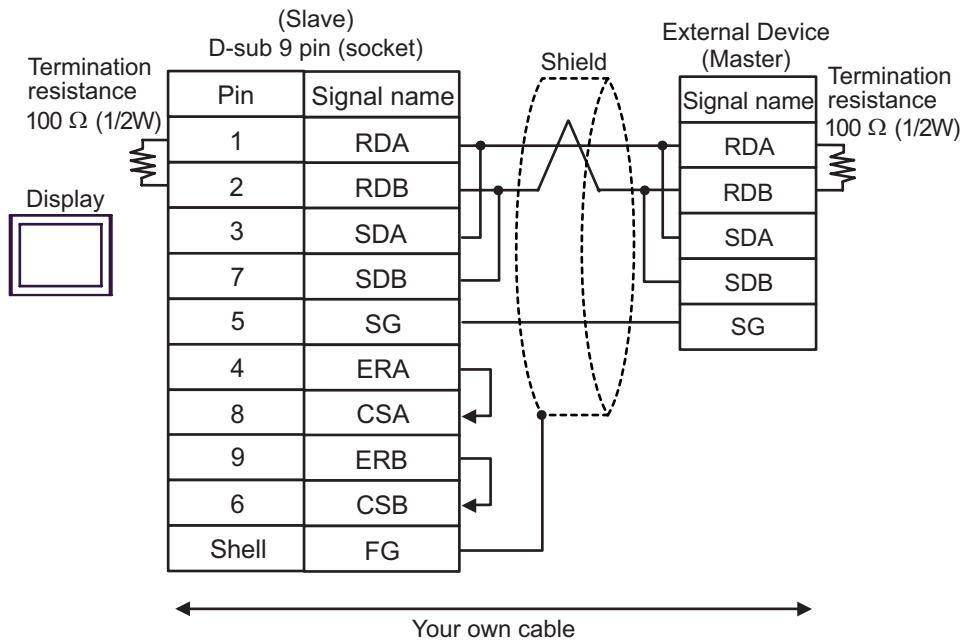 (Slave)
D-sub 9 pin (socket)
Termination
resistance
100 Ω (1/2W)
Display
Pin Signal name
1 RDA
2 RDB
3 SDA
7 SDB
5 SG
4 ERA
8 CSA
9 ERB
6 CSB
Shell FG
Shield
External Device
(Master)
Signal name
RDA
RDB
SDA
SDB
SG
Termination
resistance
100 Ω (1/2W)
Your own cable